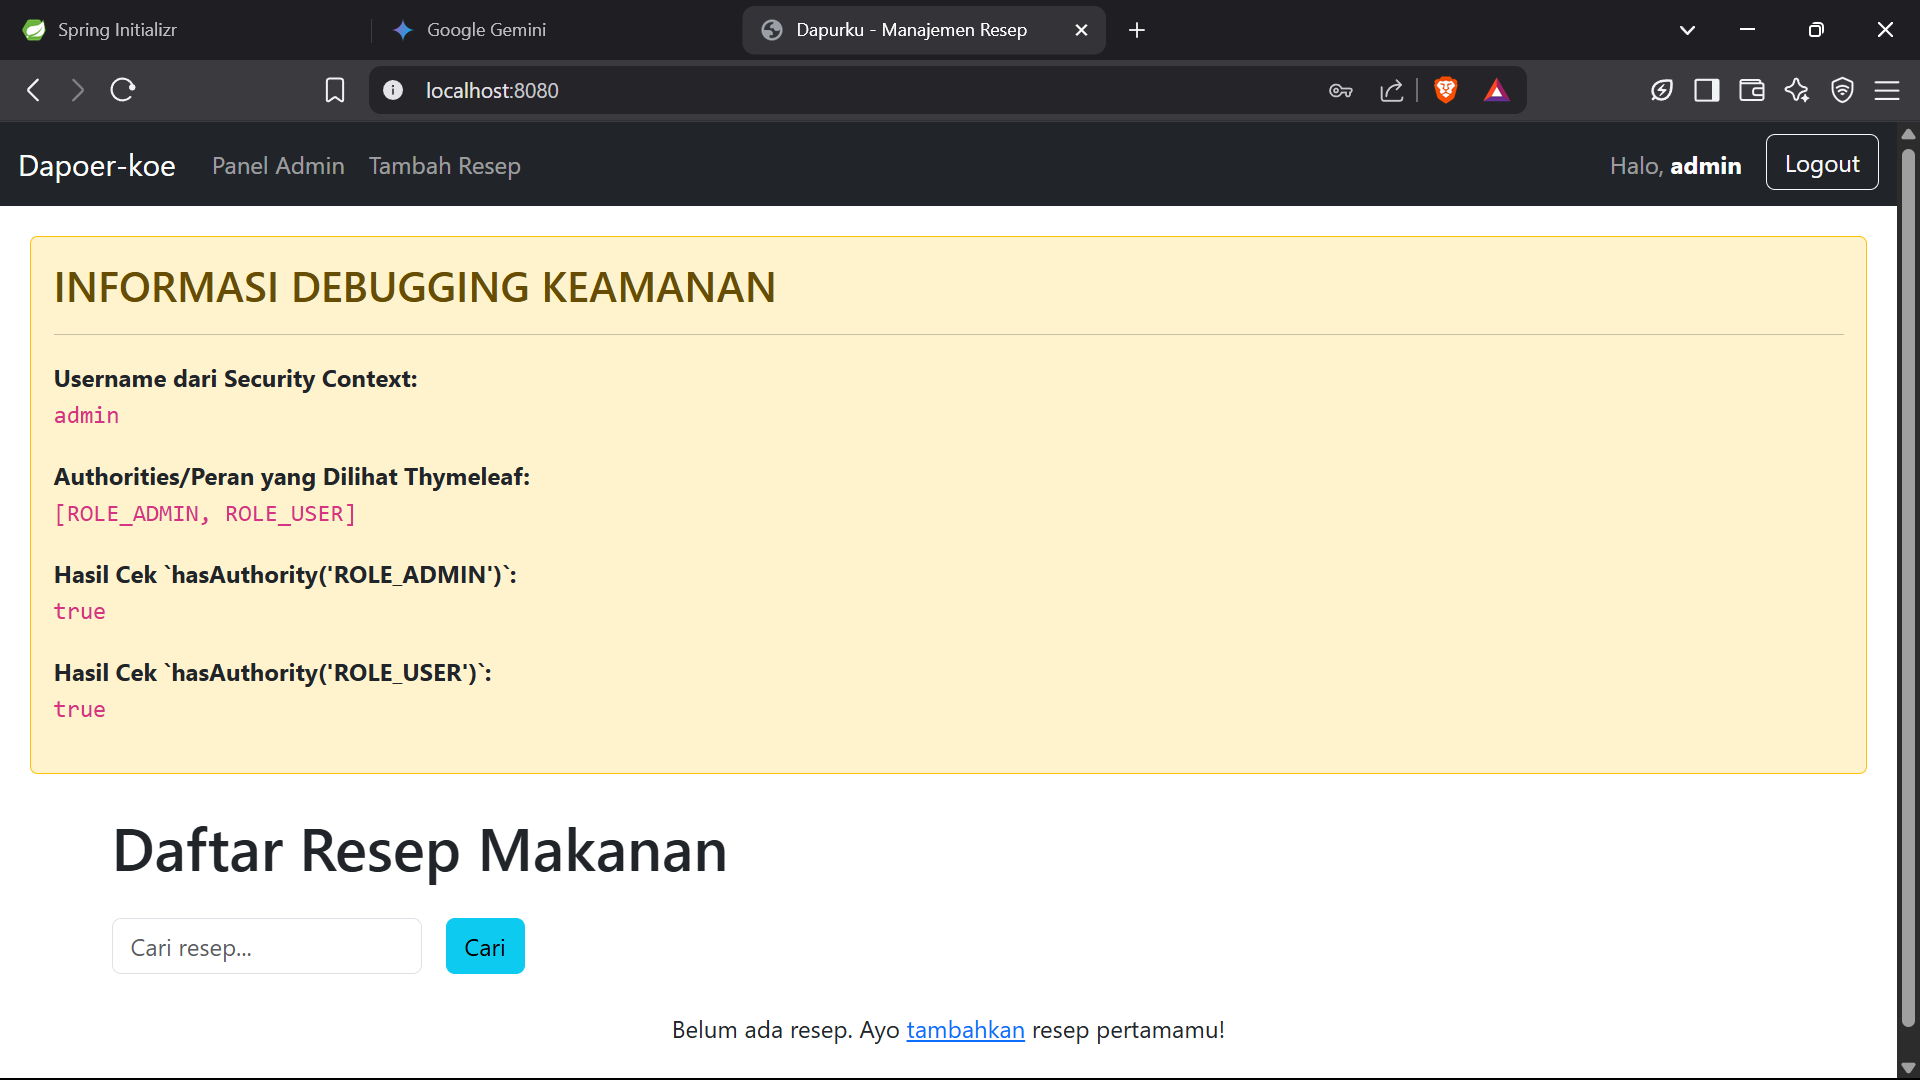 Spring Initializr
Google Gemini
Dapurku - Manajemen Resep
localhost:8080
Dapoer-koe
Panel Admin
Tambah Resep
Halo, admin
Logout
INFORMASI DEBUGGING KEAMANAN
Username dari Security Context:
admin
Authorities/Peran yang Dilihat Thymeleaf:
[ROLE_ADMIN, ROLE_USER]
Hasil Cek `hasAuthority('ROLE_ADMIN')`:
true
Hasil Cek `hasAuthority('ROLE_USER')`:
true
Daftar Resep Makanan
Cari resep...
Cari
Belum ada resep. Ayo tambahkan resep pertamamu!